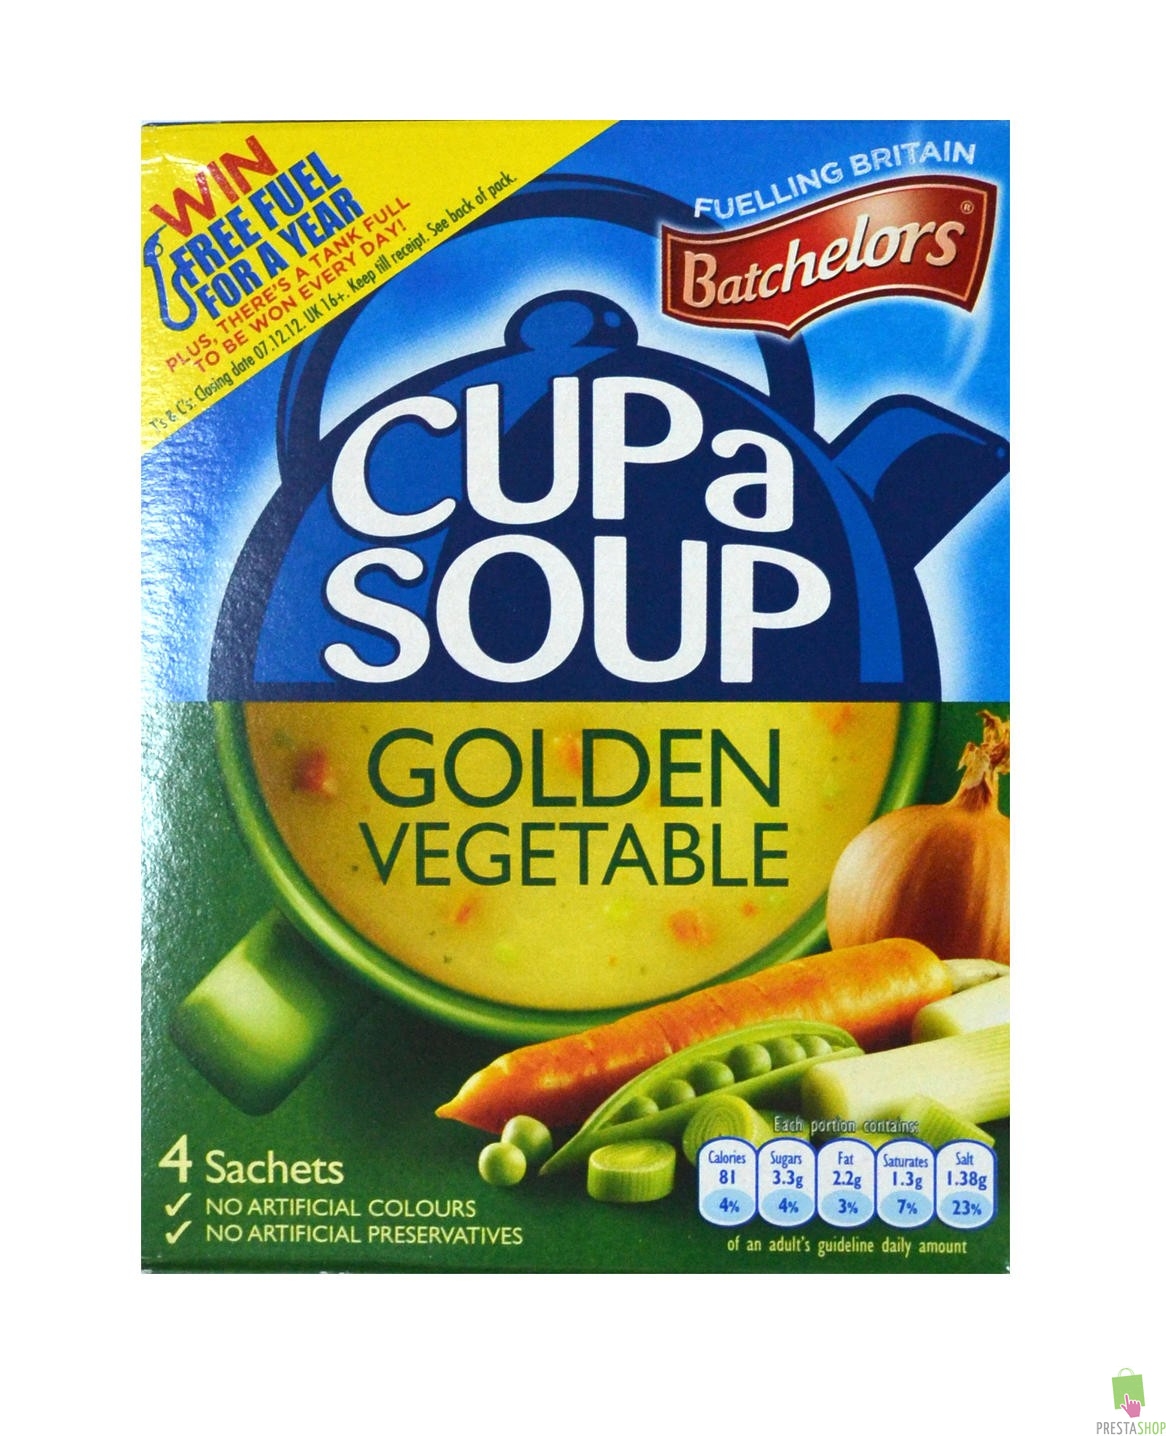 WIN
FREE FUEL
FOR A YEAR
PLUS, THERE'S A TANK FULL
TO BE WON EVERY DAY!
T's & C's: Closing date 07.12.12. UK 16+. Keep till receipt. See back of pack.
FUELLING BRITAIN
Batchelors®
CUP a
SOUP
GOLDEN
VEGETABLE
4 Sachets
✓ NO ARTIFICIAL COLOURS
✓ NO ARTIFICIAL PRESERVATIVES
Each portion contains:
Calories Sugars Fat Saturates Salt
81 3.3g 2.2g 1.3g 1.38g
4% 4% 3% 7% 23%
of an adult's guideline daily amount
PRESTASHOP